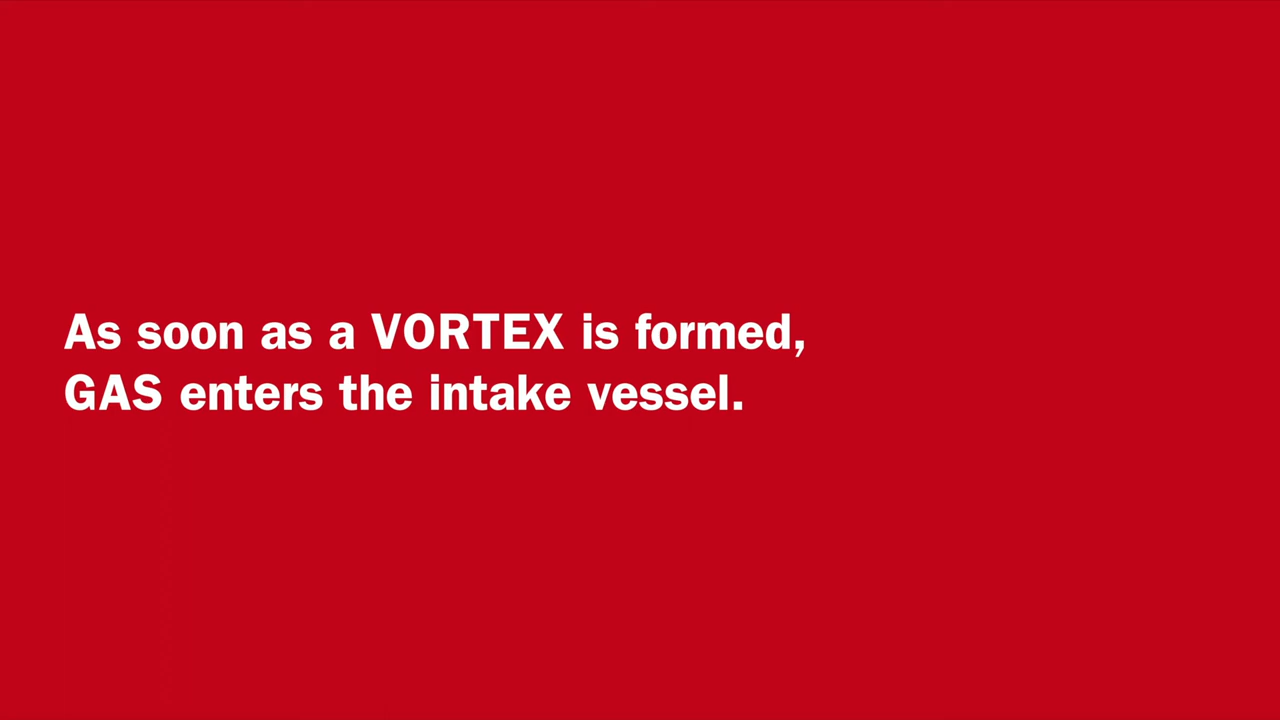 As soon as a VORTEX is formed,
GAS enters the intake vessel.